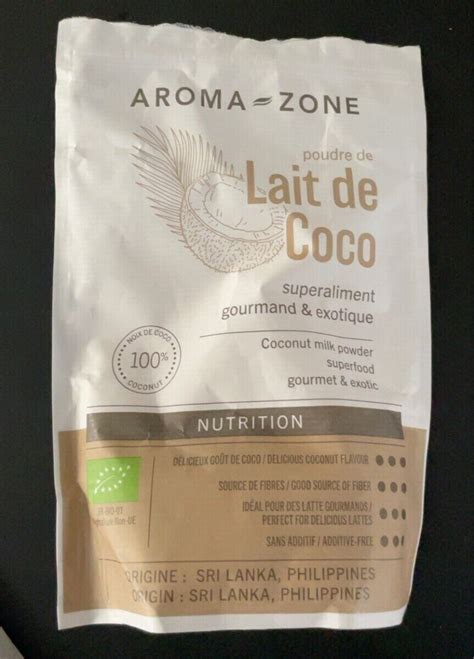 AROMA-ZONE
poudre de
Lait de
Coco
superaliment
gourmand & exotique
Coconut milk powder
superfood
gourmet & exotic
NOIX DE COCO
100%
COCONUT
NUTRITION
DÉLICIEUX GOÛT DE COCO / DELICIOUS COCONUT FLAVOUR
SOURCE DE FIBRES / GOOD SOURCE OF FIBER
IDÉAL POUR DES LATTE GOURMANDS /
PERFECT FOR DELICIOUS LATTES
SANS ADDITIF / ADDITIVE-FREE
Non-UE
ORIGINE : SRI LANKA, PHILIPPINES
ORIGIN : SRI LANKA, PHILIPPINES